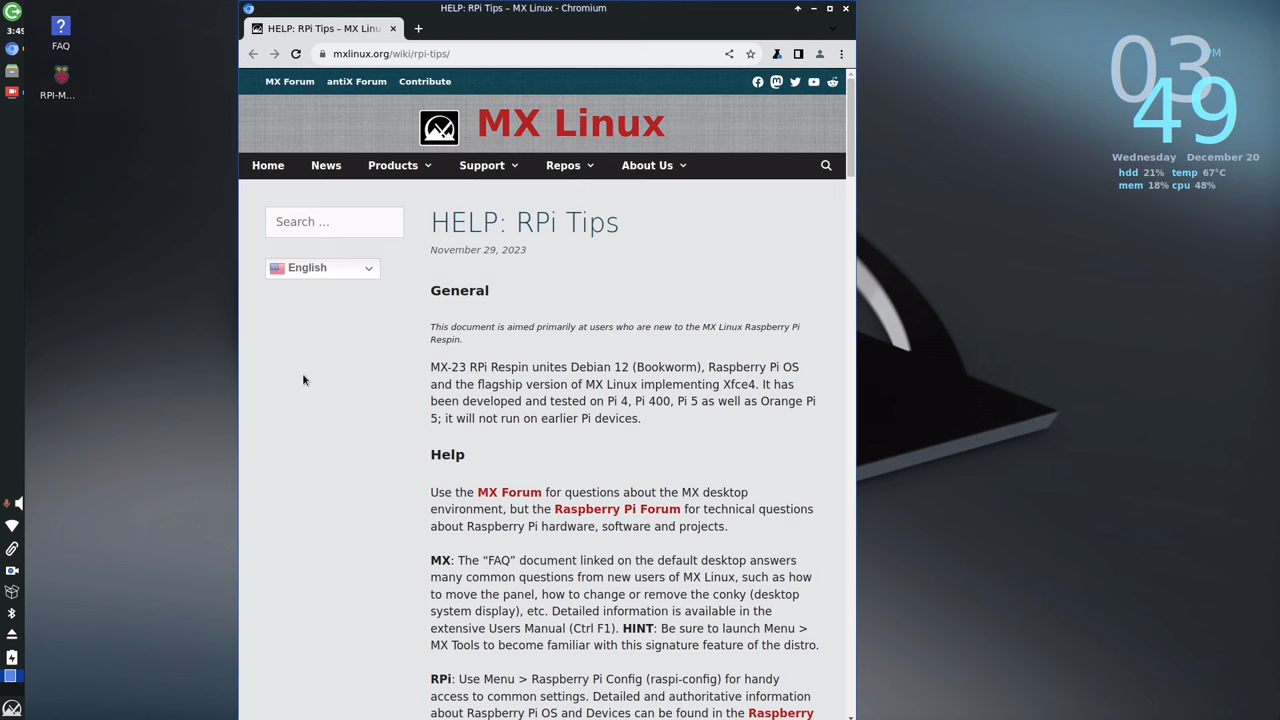 HELP: RPi Tips – MX Linux - Chromium
HELP: RPi Tips – MX Linu
mxlinux.org/wiki/rpi-tips/
MX Forum antiX Forum Contribute
MX Linux
Home News Products Support Repos About Us
Search …
English
HELP: RPi Tips
November 29, 2023
General
This document is aimed primarily at users who are new to the MX Linux Raspberry Pi
Respin.
MX-23 RPi Respin unites Debian 12 (Bookworm), Raspberry Pi OS
and the flagship version of MX Linux implementing Xfce4. It has
been developed and tested on Pi 4, Pi 400, Pi 5 as well as Orange Pi
5; it will not run on earlier Pi devices.
Help
Use the MX Forum for questions about the MX desktop
environment, but the Raspberry Pi Forum for technical questions
about Raspberry Pi hardware, software and projects.
MX: The “FAQ” document linked on the default desktop answers
many common questions from new users of MX Linux, such as how
to move the panel, how to change or remove the conky (desktop
system display), etc. Detailed information is available in the
extensive Users Manual (Ctrl F1). HINT: Be sure to launch Menu >
MX Tools to become familiar with this signature feature of the distro.
RPi: Use Menu > Raspberry Pi Config (raspi-config) for handy
access to common settings. Detailed and authoritative information
about Raspberry Pi OS and Devices can be found in the Raspberry
3:49
FAQ
RPI-M...
03 PM
49
Wednesday December 20
hdd 21% temp 67°C
mem 18% cpu 48%